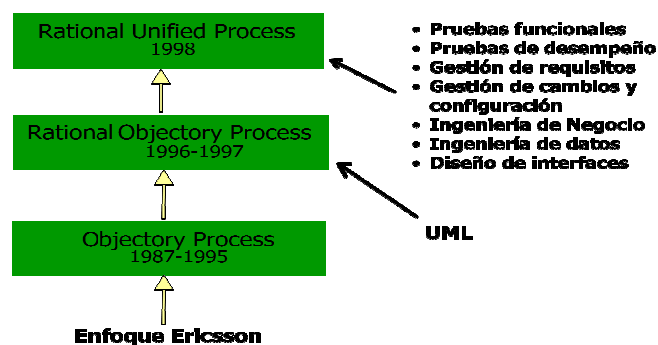 Rational Unified Process
1998
• Pruebas funcionales
• Pruebas de desempeño
• Gestión de requisitos
• Gestión de cambios y
configuración
• Ingeniería de Negocio
• Ingeniería de datos
• Diseño de interfaces
Rational Objectory Process
1996-1997
UML
Objectory Process
1987-1995
Enfoque Ericsson